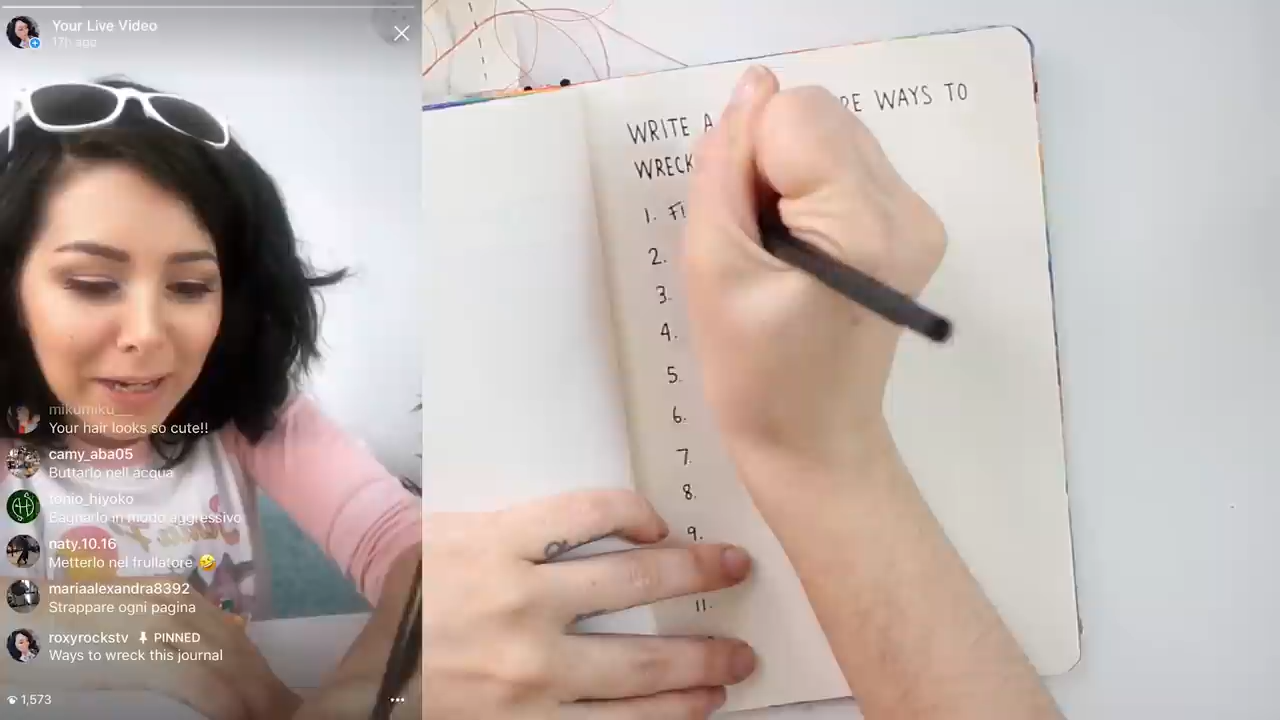 Your Live Video
17h ago
mikumiku__
Your hair looks so cute!!
camy_aba05
Buttarlo nell acqua
tonio_hiyoko
Bagnarlo in modo aggressivo
naty.10.16
Metterlo nel frullatore 🤣
mariaalexandra8392
Strappare ogni pagina
roxyrockstv PINNED
Ways to wreck this journal
1,573
WRITE A WAYS TO
WRECK
1.
2.
3.
4.
5.
6.
7.
8.
9.
11.